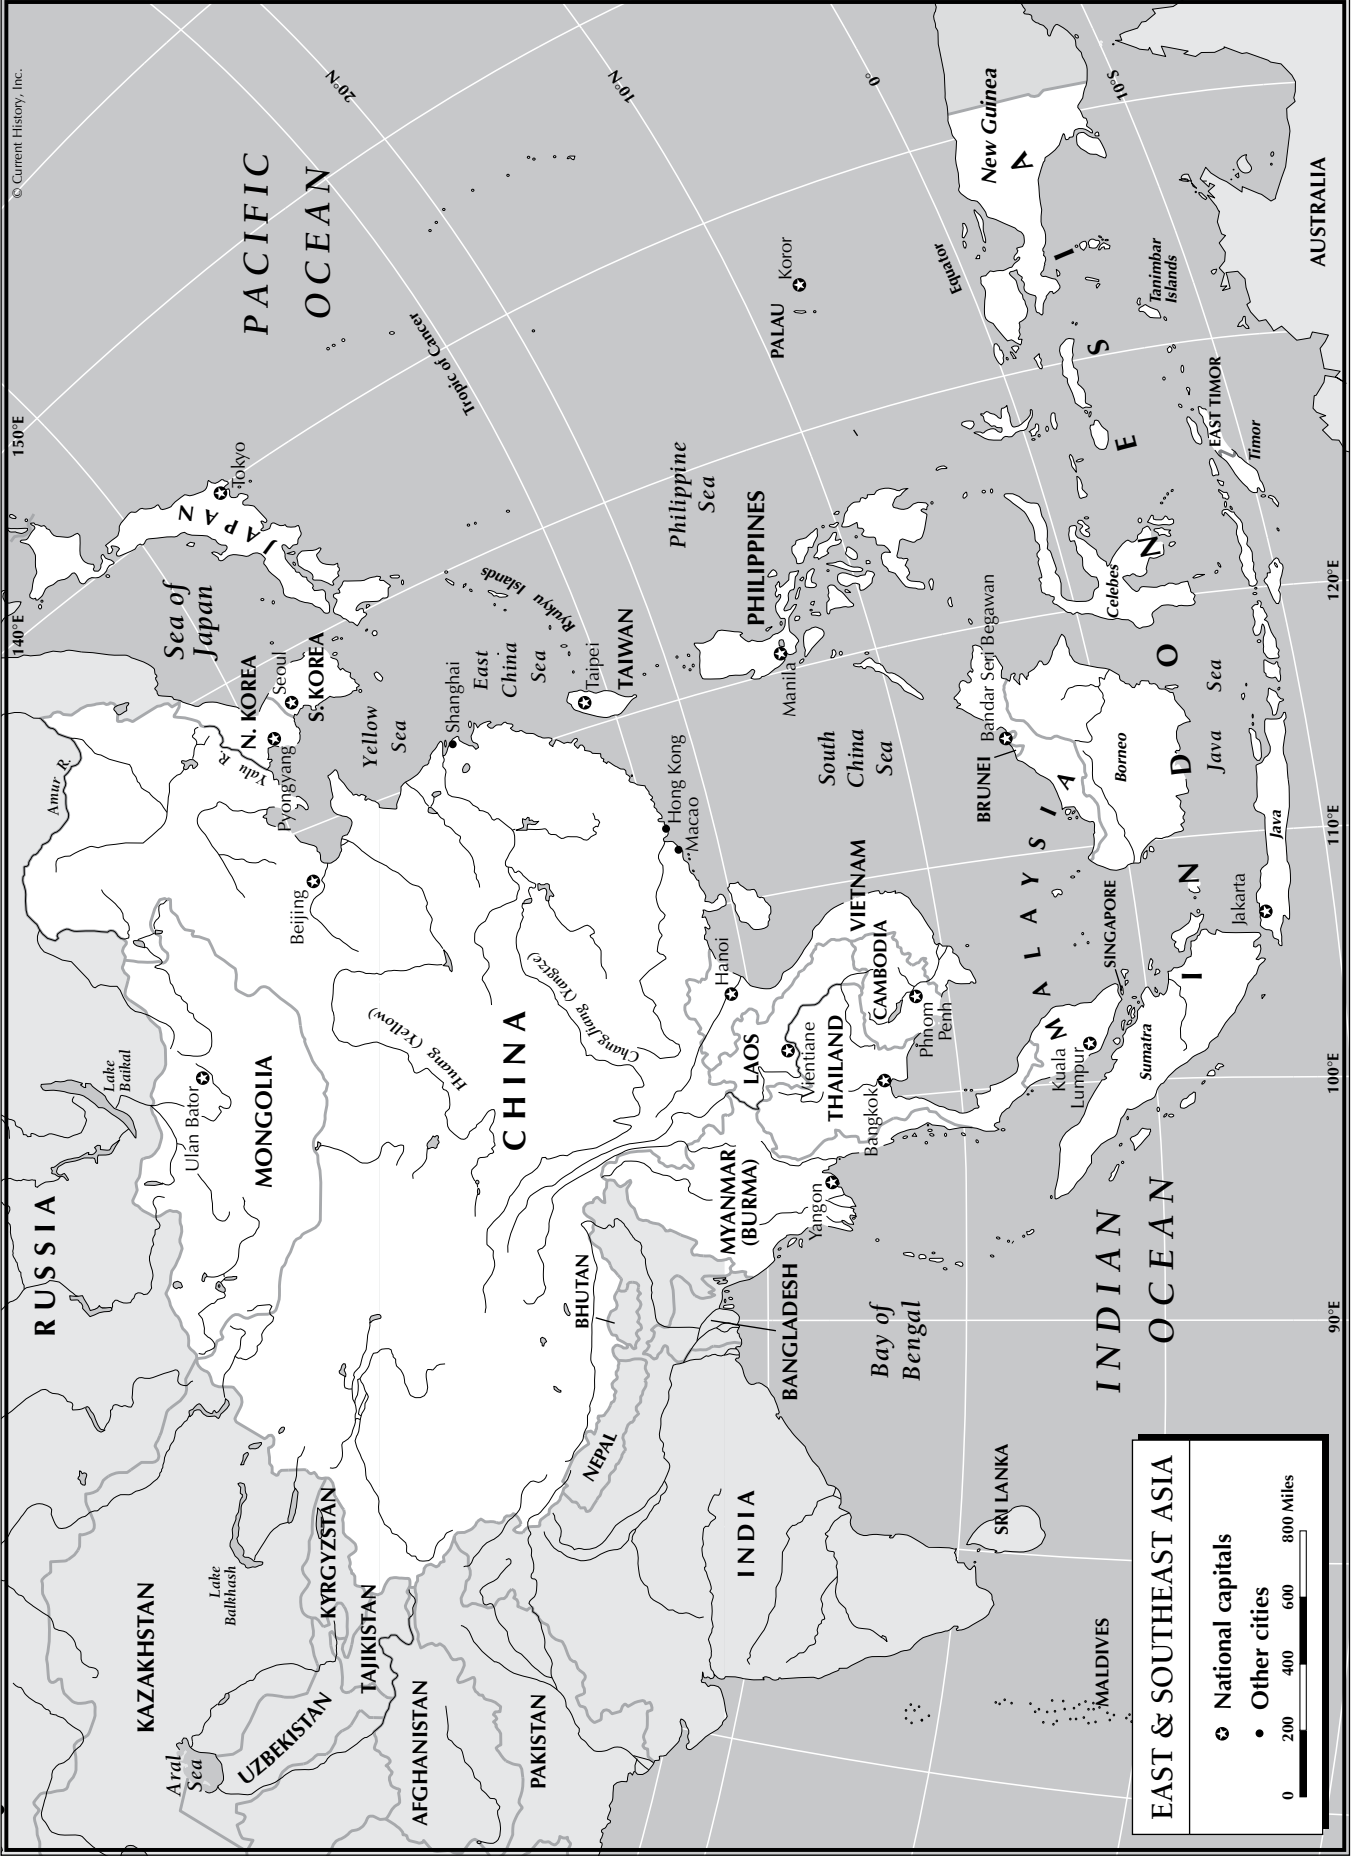 © Current History, Inc.
RUSSIA
KAZAKHSTAN
Aral
Sea
UZBEKISTAN
Lake
Balkhash
KYRGYZSTAN
TAJIKISTAN
AFGHANISTAN
PAKISTAN
Lake
Baikal
Ulan Bator
MONGOLIA
Amur R.
140°E
150°E
Sea of
Japan
JAPAN
Tokyo
N. KOREA
Pyongyang
Yalu R.
Seoul
S. KOREA
Yellow
Sea
Beijing
Huang (Yellow)
CHINA
Chang Jiang (Yangtze)
Shanghai
East
China
Sea
Ryukyu Islands
Taipei
TAIWAN
Hong Kong
Macao
PACIFIC
OCEAN
20°N
Tropic of Cancer
10°N
Philippine
Sea
PHILIPPINES
Manila
PALAU
Koror
BHUTAN
NEPAL
INDIA
BANGLADESH
MYANMAR
(BURMA)
Yangon
LAOS
Vientiane
Hanoi
THAILAND
Bangkok
CAMBODIA
Phnom
Penh
VIETNAM
South
China
Sea
Bay of
Bengal
SRI LANKA
MALDIVES
INDIAN
OCEAN
MALAYSIA
Kuala
Lumpur
SINGAPORE
BRUNEI
Bandar Seri Begawan
Borneo
Sumatra
INDONESIA
Jakarta
Java
Java
Sea
Celebes
EAST TIMOR
Timor
Tanimbar
Islands
New Guinea
Equator
0°
10°S
AUSTRALIA
90°E
100°E
110°E
120°E
EAST & SOUTHEAST ASIA
National capitals
Other cities
0 200 400 600 800 Miles